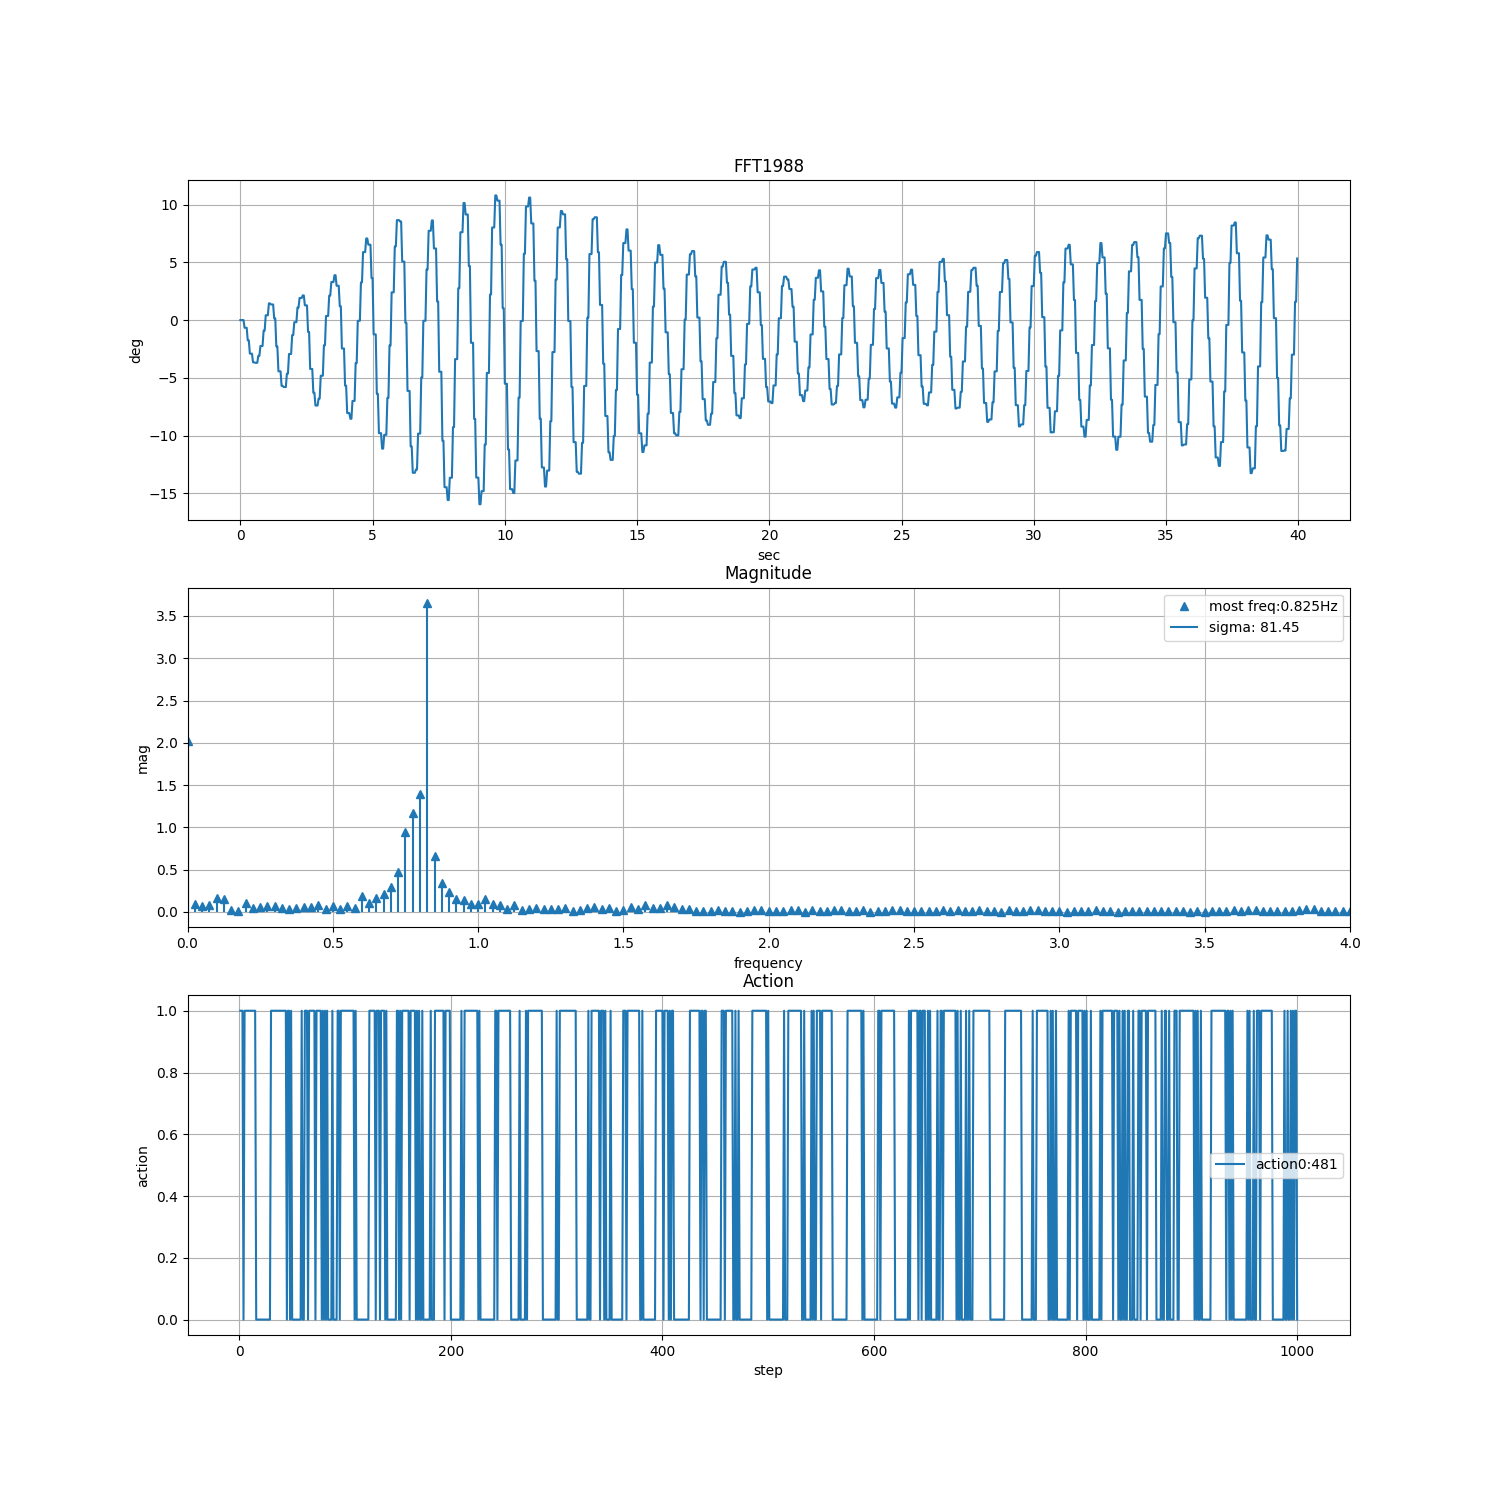 FFT1988
10
5
0
−5
−10
−15
deg
0 5 10 15 20 25 30 35 40
sec
Magnitude
3.5
3.0
2.5
2.0
1.5
1.0
0.5
0.0
mag
most freq:0.825Hz
sigma: 81.45
0.0 0.5 1.0 1.5 2.0 2.5 3.0 3.5 4.0
frequency
Action
1.0
0.8
0.6
0.4
0.2
0.0
action
action0:481
0 200 400 600 800 1000
step